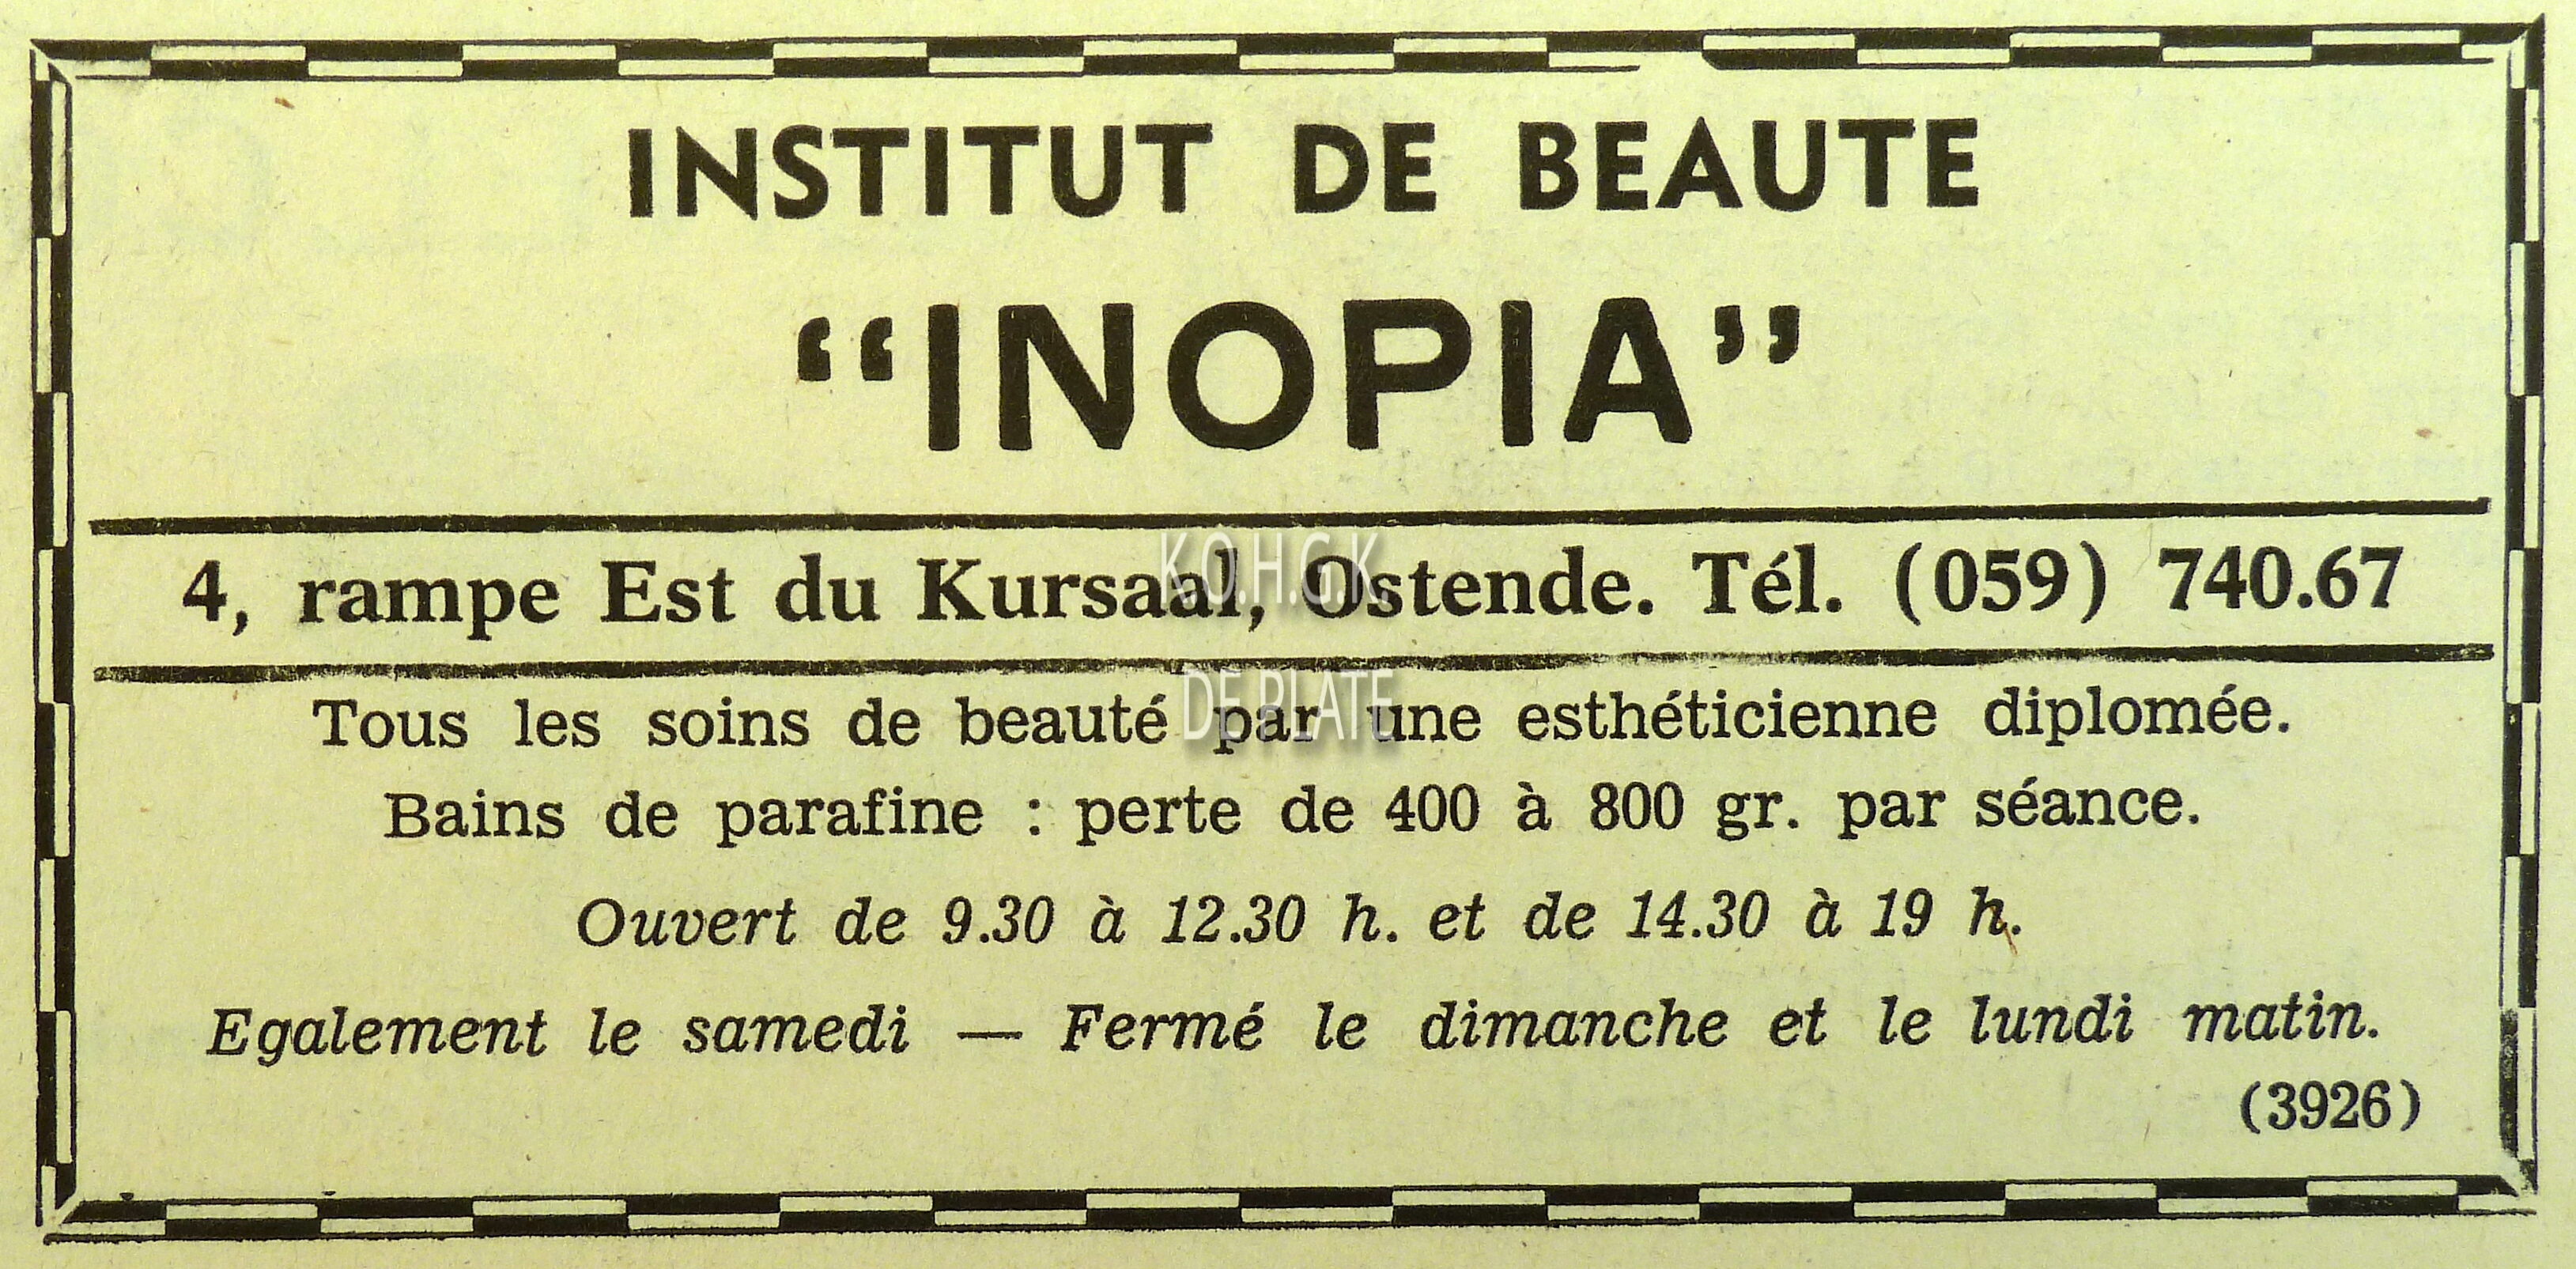 INSTITUT DE BEAUTE
“INOPIA”
4, rampe Est du Kursaal, Ostende. Tél. (059) 740.67
K.O.H.G.K.
DE PLATE
Tous les soins de beauté par une esthéticienne diplomée.
Bains de parafine : perte de 400 à 800 gr. par séance.
Ouvert de 9.30 à 12.30 h. et de 14.30 à 19 h.
Egalement le samedi — Fermé le dimanche et le lundi matin.
(3926)